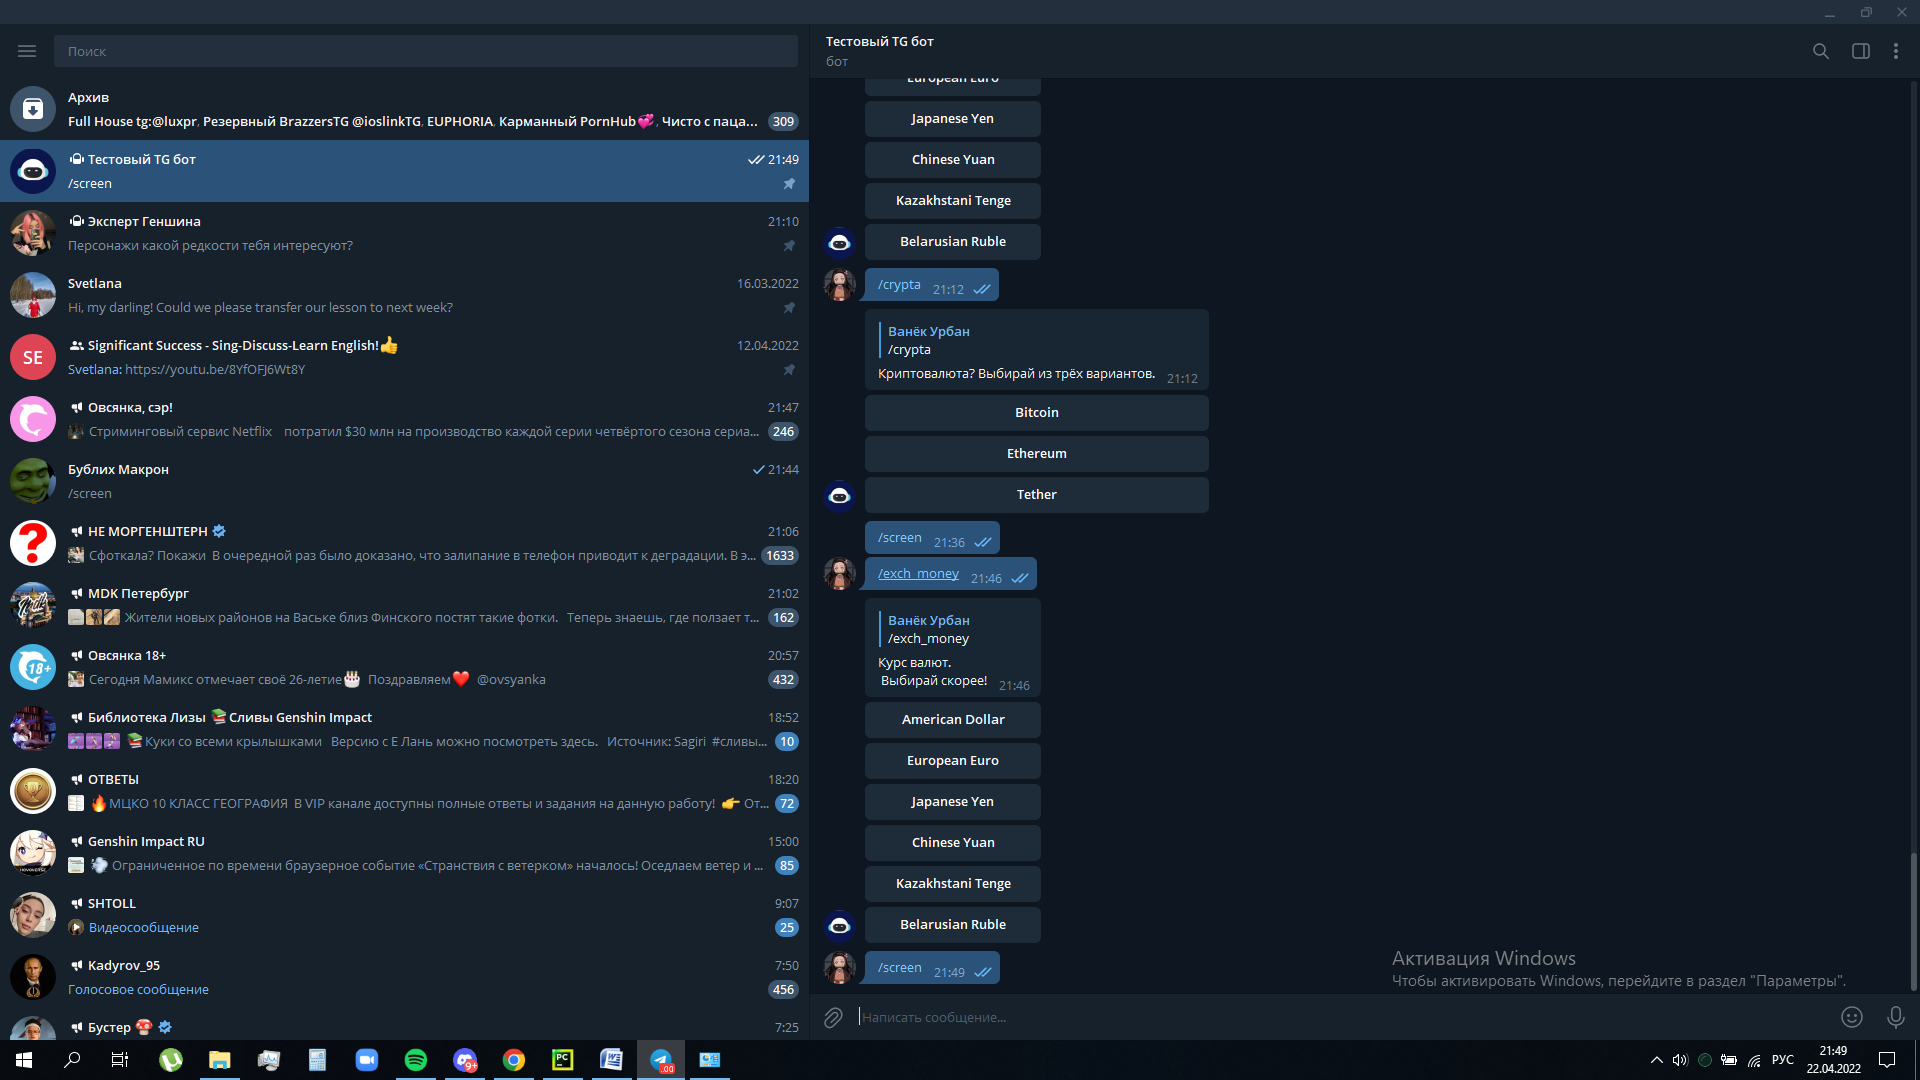 Поиск
Архив
Full House tg:@luxpr, Резервный BrazzersTG @ioslinkTG, EUPHORIA, Карманный PornHub💞, Чисто с паца...
309
Тестовый TG бот
21:49
/screen
Эксперт Геншина
21:10
Персонажи какой редкости тебя интересуют?
Svetlana
16.03.2022
Hi, my darling! Could we please transfer our lesson to next week?
SE
Significant Success - Sing-Discuss-Learn English!👍
12.04.2022
Svetlana: https://youtu.be/8YfOFJ6Wt8Y
Овсянка, сэр!
21:47
Стриминговый сервис Netflix потратил $30 млн на производство каждой серии четвёртого сезона сериа...
246
Бублих Макрон
21:44
/screen
НЕ МОРГЕНШТЕРН
21:06
Сфоткала? Покажи В очередной раз было доказано, что залипание в телефон приводит к деградации. В э...
1633
MDK Петербург
21:02
Жители новых районов на Ваське близ Финского постят такие фотки. Теперь знаешь, где ползает т...
162
18+
Овсянка 18+
20:57
Сегодня Мамикс отмечает своё 26-летие🎂 Поздравляем❤️ @ovsyanka
432
Библиотека Лизы 📚Сливы Genshin Impact
18:52
📚Куки со всеми крылышками Версию с Е Лань можно посмотреть здесь. Источник: Sagiri #сливы...
10
ОТВЕТЫ
18:20
🔥МЦКО 10 КЛАСС ГЕОГРАФИЯ В VIP канале доступны полные ответы и задания на данную работу! 👉 От...
72
Genshin Impact RU
15:00
💨 Ограниченное по времени браузерное событие «Странствия с ветерком» началось! Оседлаем ветер и ...
85
SHTOLL
9:07
Видеосообщение
25
Kadyrov_95
7:50
Голосовое сообщение
456
Бустер 🍄
7:25
Тестовый TG бот
бот
European Euro
Japanese Yen
Chinese Yuan
Kazakhstani Tenge
Belarusian Ruble
/crypta 21:12
Ванёк Урбан
/crypta
Криптовалюта? Выбирай из трёх вариантов. 21:12
Bitcoin
Ethereum
Tether
/screen 21:36
/exch_money 21:46
Ванёк Урбан
/exch_money
Курс валют.
Выбирай скорее! 21:46
American Dollar
European Euro
Japanese Yen
Chinese Yuan
Kazakhstani Tenge
Belarusian Ruble
/screen 21:49
Активация Windows
Чтобы активировать Windows, перейдите в раздел "Параметры".
Написать сообщение...
9+
PC
W
.00
РУС
21:49
22.04.2022